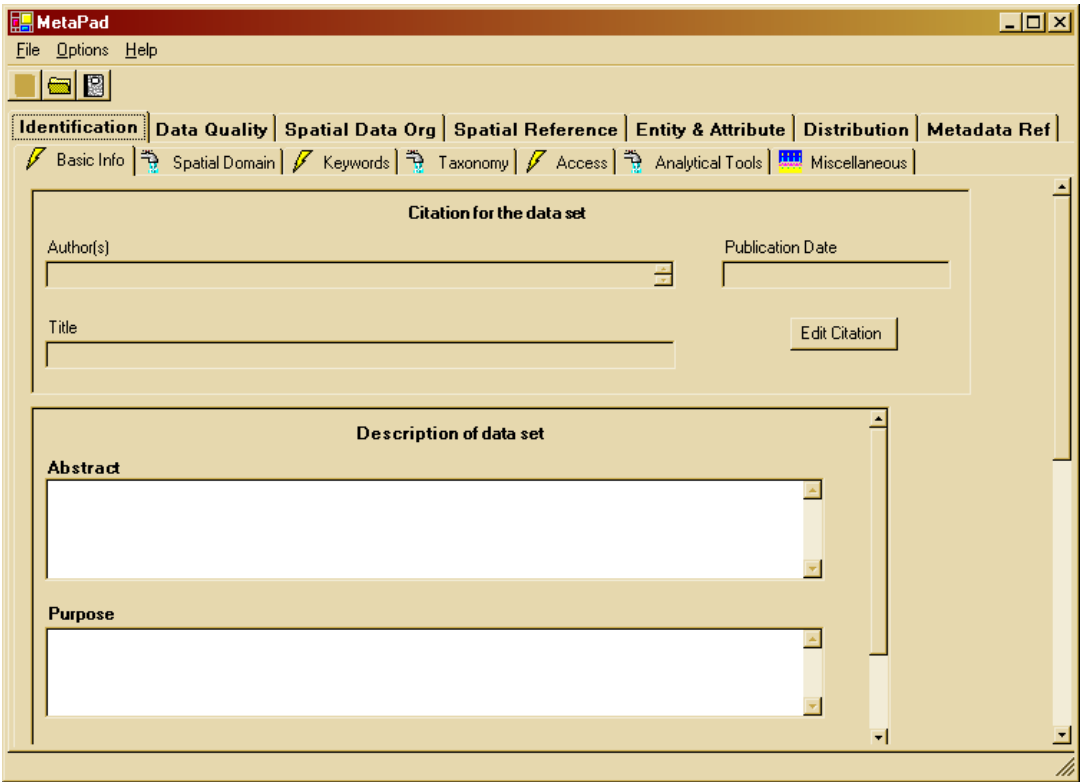 MetaPad
File Options Help
Identification Data Quality Spatial Data Org Spatial Reference Entity & Attribute Distribution Metadata Ref
Basic Info Spatial Domain Keywords Taxonomy Access Analytical Tools Miscellaneous
Citation for the data set
Author(s) Publication Date
Title
Edit Citation
Description of data set
Abstract
Purpose